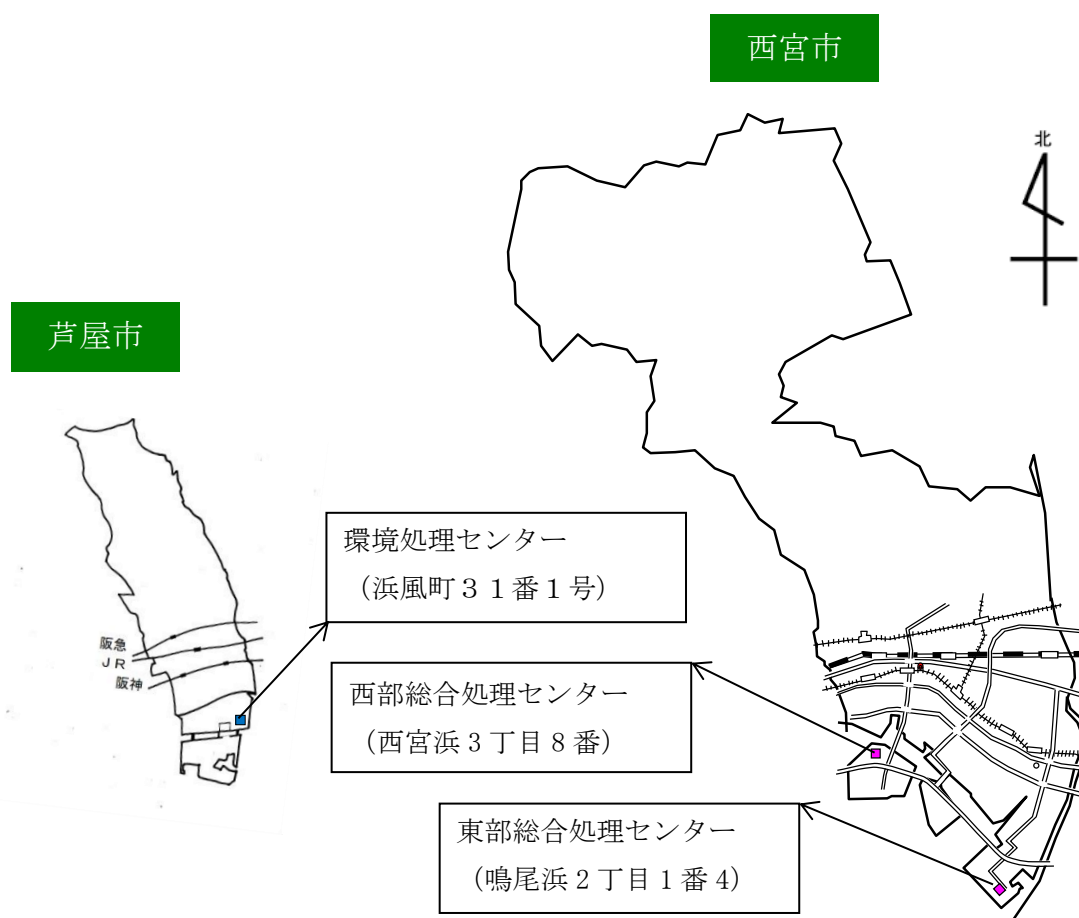 西宮市
北
芦屋市
環境処理センター
（浜風町３１番１号）
阪急
ＪＲ
阪神
西部総合処理センター
（西宮浜３丁目８番）
東部総合処理センター
（鳴尾浜２丁目１番４）